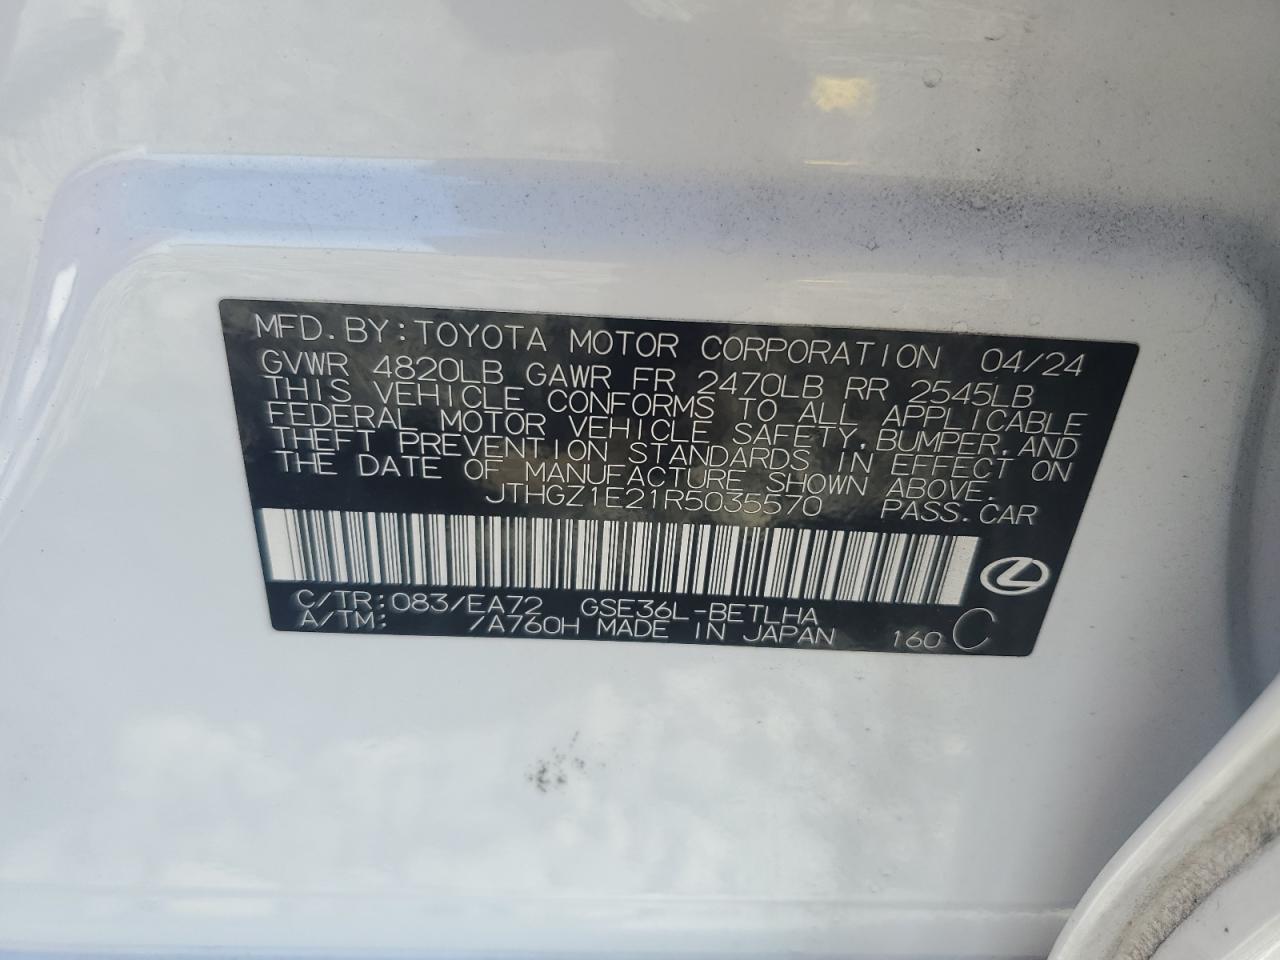 MFD.BY:TOYOTA MOTOR CORPORATION 04/24
GVWR 4820LB GAWR FR 2470LB RR 2545LB
THIS VEHICLE CONFORMS TO ALL APPLICABLE
FEDERAL MOTOR VEHICLE SAFETY,BUMPER,AND
THEFT PREVENTION STANDARDS IN EFFECT ON
THE DATE OF MANUFACTURE SHOWN ABOVE.
JTHGZ1E21R5035570 PASS.CAR
C/TR:083/EA72 GSE36L-BETLHA
A/TM: /A760H MADE IN JAPAN 160 C